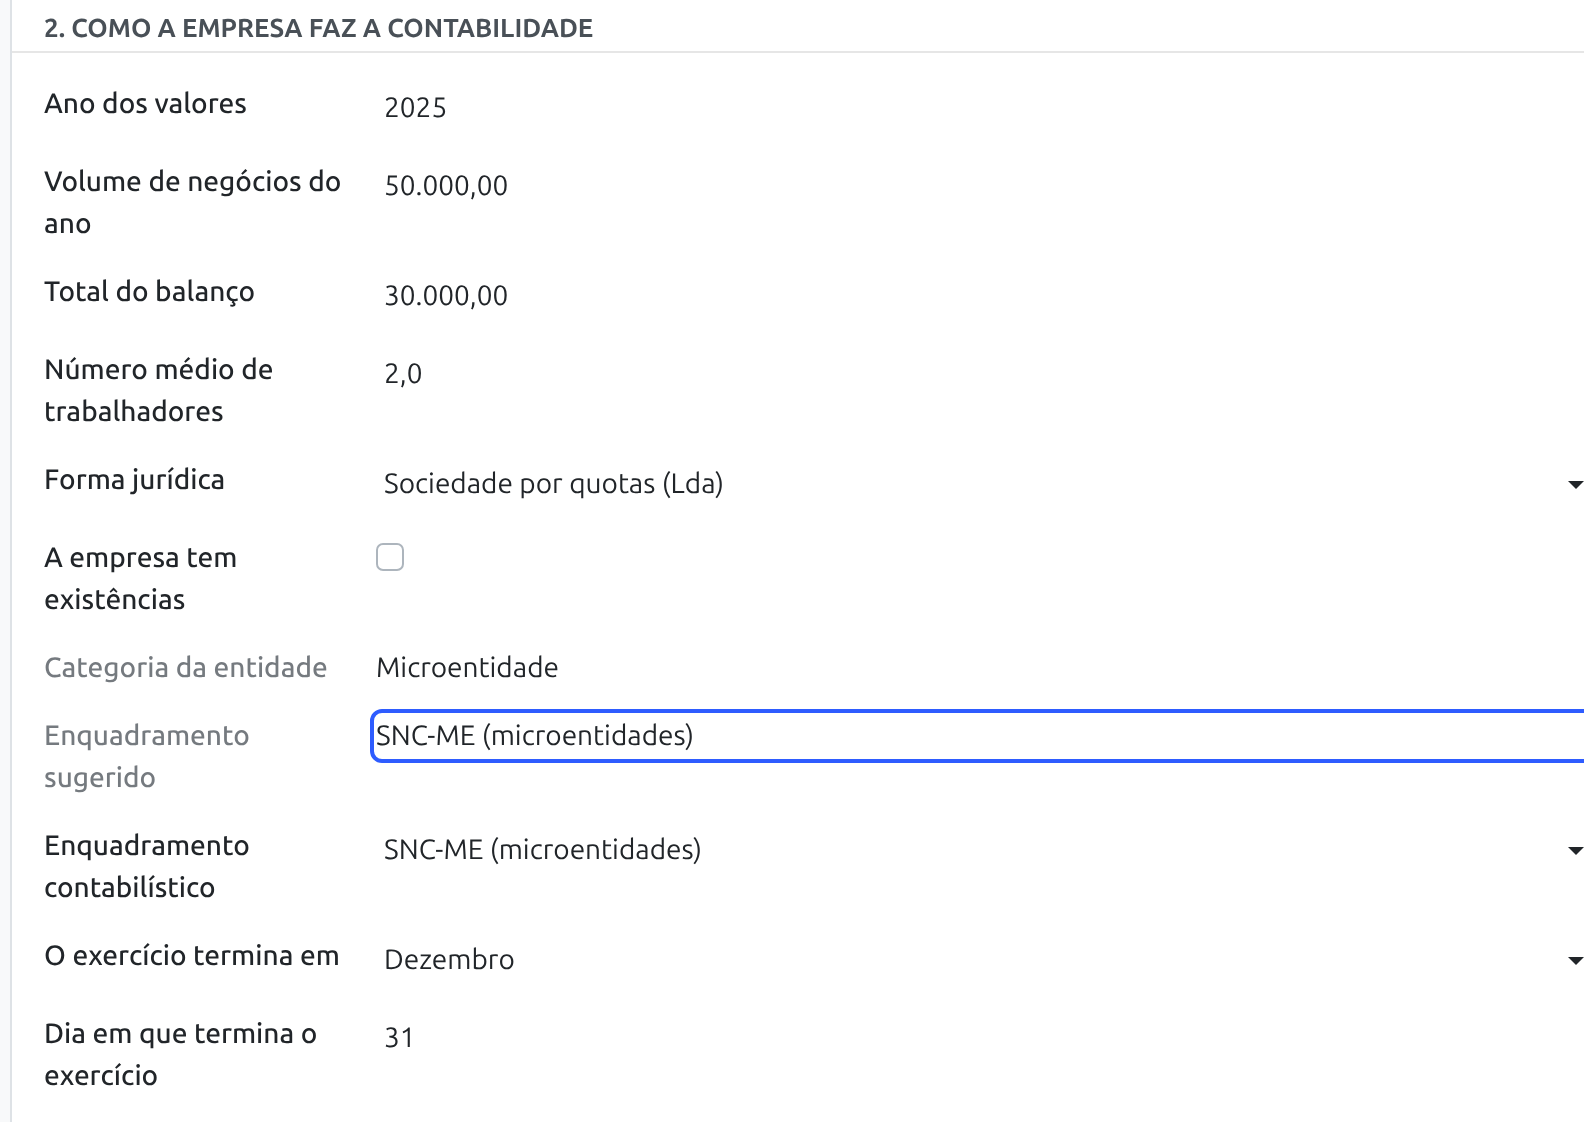 2. COMO A EMPRESA FAZ A CONTABILIDADE
Ano dos valores
2025
Volume de negócios do
ano
50.000,00
Total do balanço
30.000,00
Número médio de
trabalhadores
2,0
Forma jurídica
Sociedade por quotas (Lda)
A empresa tem
existências
Categoria da entidade
Microentidade
Enquadramento
sugerido
SNC-ME (microentidades)
Enquadramento
contabilístico
SNC-ME (microentidades)
O exercício termina em
Dezembro
Dia em que termina o
exercício
31